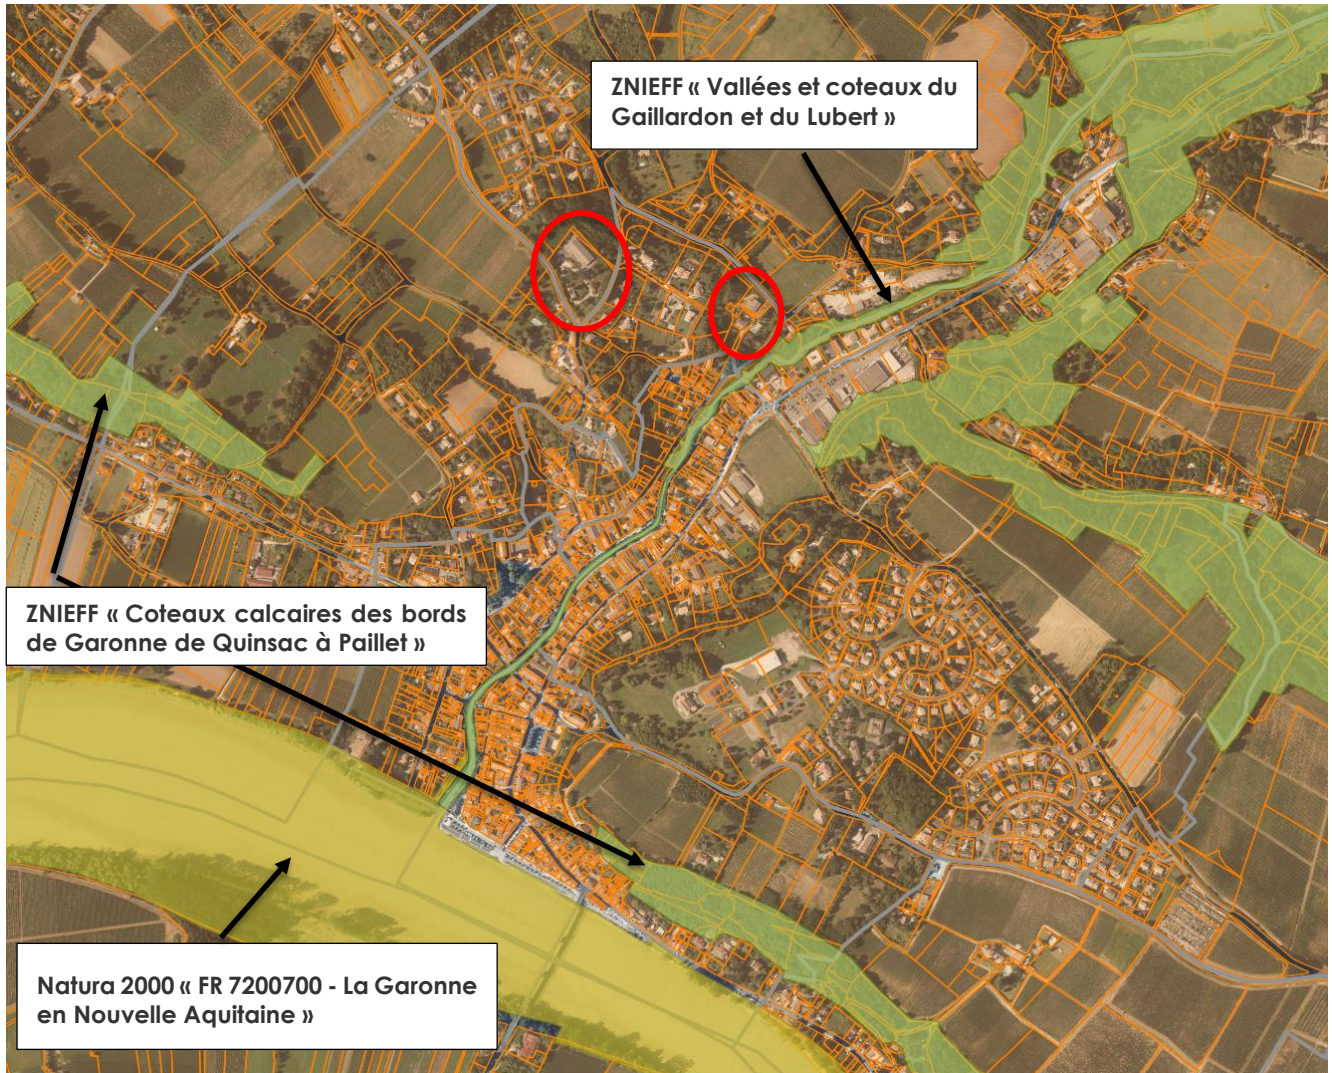 ZNIEFF « Vallées et coteaux du
Gaillardon et du Lubert »
ZNIEFF « Coteaux calcaires des bords
de Garonne de Quinsac à Paillet »
Natura 2000 « FR 7200700 - La Garonne
en Nouvelle Aquitaine »